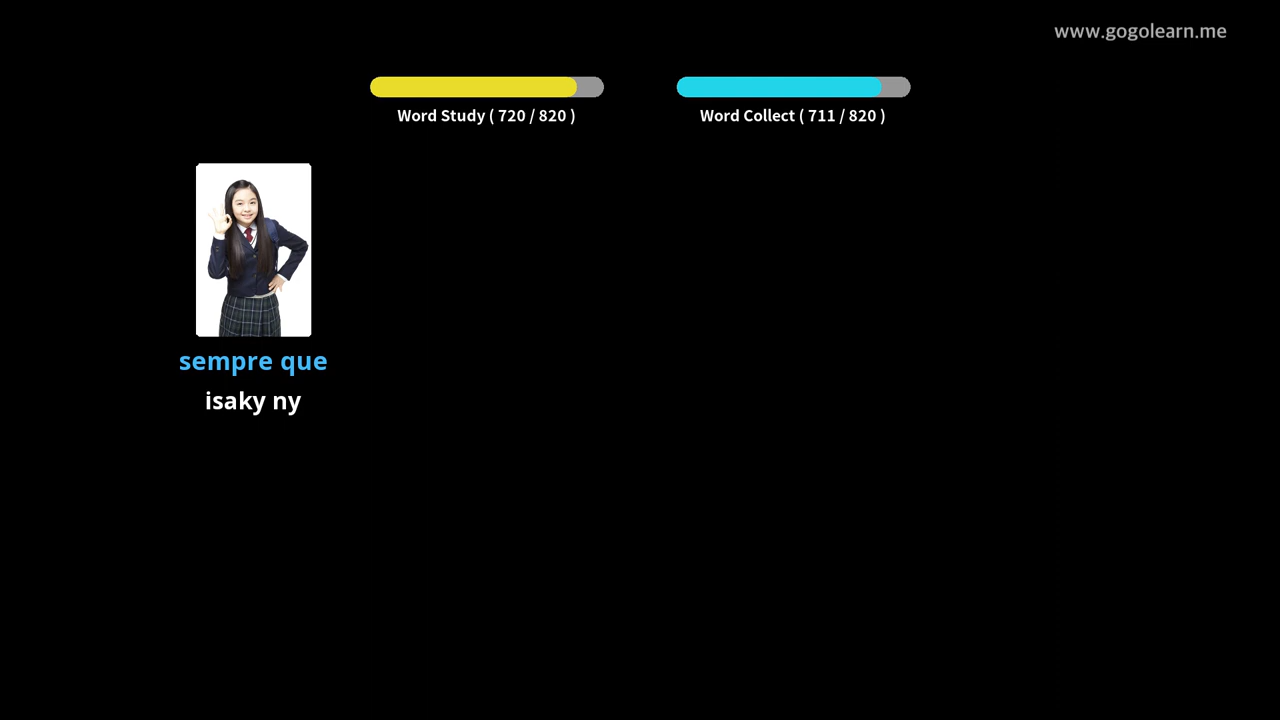 www.gogolearn.me
Word Study ( 720 / 820 )
Word Collect ( 711 / 820 )
sempre que
isaky ny